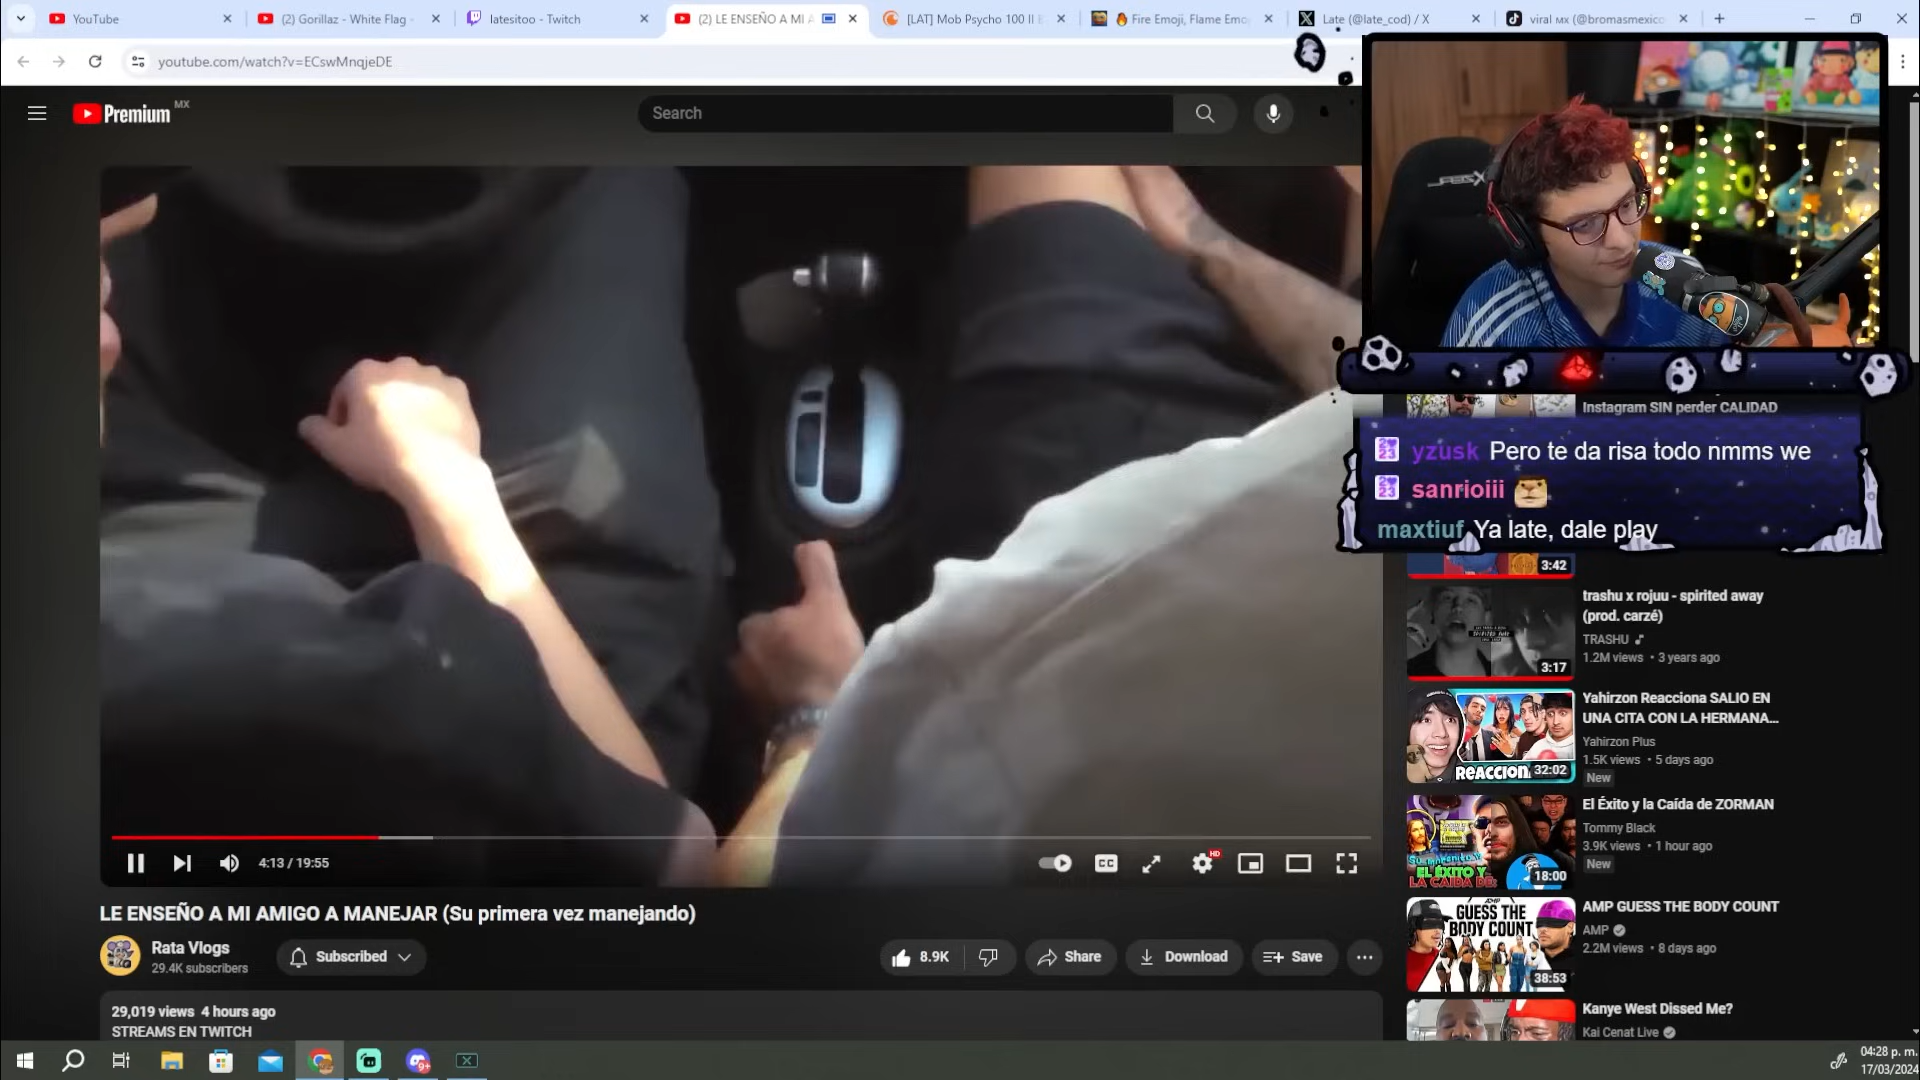 YouTube
(2) Gorillaz - White Flag -
latesitoo - Twitch
(2) LE ENSEÑO A MI A
[LAT] Mob Psycho 100 II E
Fire Emoji, Flame Emo
Late (@late_cod) / X
viral мx (@bromasmexico
youtube.com/watch?v=ECswMnqjeDE
Premium MX
Search
Instagram SIN perder CALIDAD
yzusk Pero te da risa todo nmms we
sanrioiii
maxtiuf Ya late, dale play
3:42
trashu x rojuu - spirited away
(prod. carzé)
TRASHU
1.2M views • 3 years ago
3:17
Yahirzon Reacciona SALIO EN
UNA CITA CON LA HERMANA...
Yahirzon Plus
1.5K views • 5 days ago
New
REACCION
32:02
El Éxito y la Caída de ZORMAN
Tommy Black
3.9K views • 1 hour ago
New
EL ÉXITO Y
LA CAÍDA DE
18:00
AMP GUESS THE BODY COUNT
AMP
2.2M views • 8 days ago
AMP
GUESS THE
BODY COUNT
38:53
Kanye West Dissed Me?
Kai Cenat Live
4:13 / 19:55
CC
HD
LE ENSEÑO A MI AMIGO A MANEJAR (Su primera vez manejando)
Rata Vlogs
29.4K subscribers
Subscribed
8.9K
Share
Download
Save
29,019 views 4 hours ago
STREAMS EN TWITCH
9+
04:28 p. m.
17/03/2024